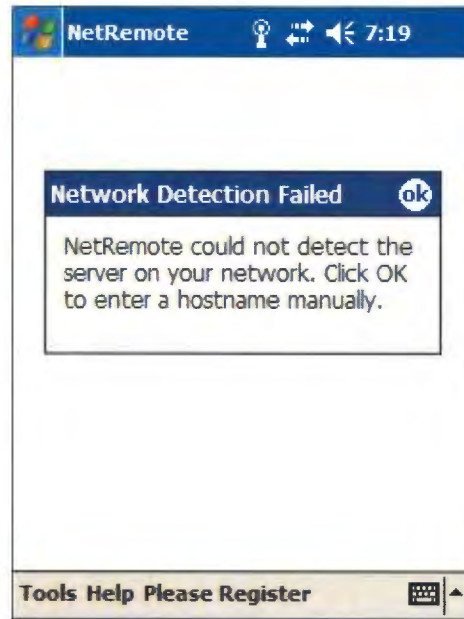 NetRemote 7:19
Network Detection Failed ok
NetRemote could not detect the
server on your network. Click OK
to enter a hostname manually.
Tools Help Please Register